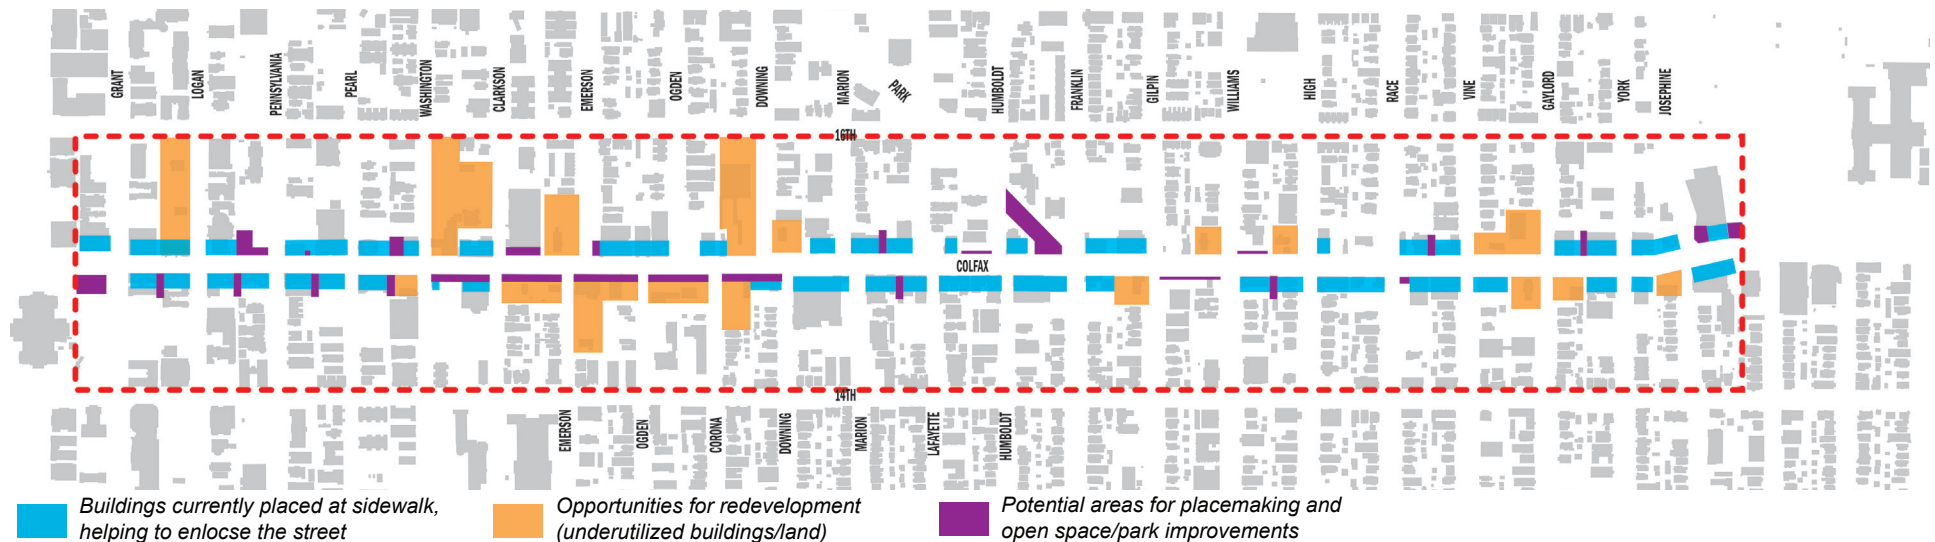 GRANT
LOGAN
PENNSYLVANIA
PEARL
WASHINGTON
CLARKSON
EMERSON
OGDEN
DOWNING
MARION
PARK
HUMBOLDT
FRANKLIN
GILPIN
WILLIAMS
HIGH
RACE
VINE
GAYLORD
YORK
JOSEPHINE
16TH
COLFAX
14TH
EMERSON
OGDEN
CORONA
DOWNING
MARION
LAFAYETTE
HUMBOLDT
Buildings currently placed at sidewalk,
helping to enlocse the street
Opportunities for redevelopment
(underutilized buildings/land)
Potential areas for placemaking and
open space/park improvements